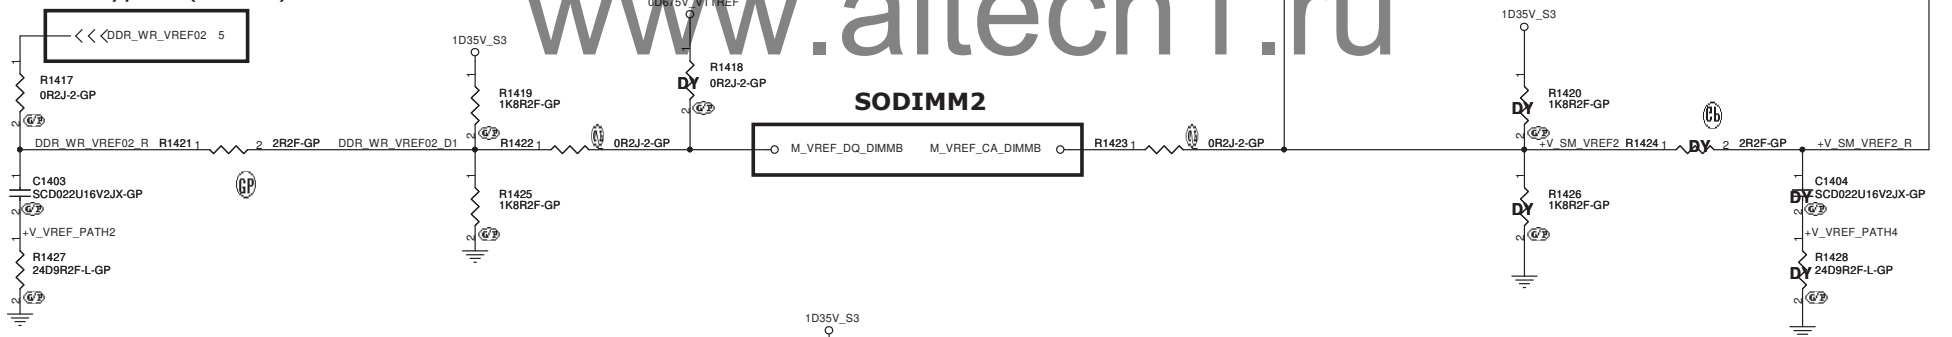 www.aitech1.ru
DDR_WR_VREF02 5
R1417
0R2J-2-GP
1D35V_S3
R1419
1K8R2F-GP
R1418
DY 0R2J-2-GP
SODIMM2
1D35V_S3
R1420
DY 1K8R2F-GP
DDR_WR_VREF02_R R1421 1 2 2R2F-GP DDR_WR_VREF02_D1 R1422 1 0R2J-2-GP
M_VREF_DQ_DIMMB M_VREF_CA_DIMMB
R1423 1 0R2J-2-GP
+V_SM_VREF2 R1424 1 DY 2 2R2F-GP +V_SM_VREF2_R
GP
C1403
SCD022U16V2JX-GP
+V_VREF_PATH2
R1427
24D9R2F-L-GP
R1425
1K8R2F-GP
R1426
DY 1K8R2F-GP
C1404
DY SCD022U16V2JX-GP
+V_VREF_PATH4
R1428
DY 24D9R2F-L-GP
1D35V_S3